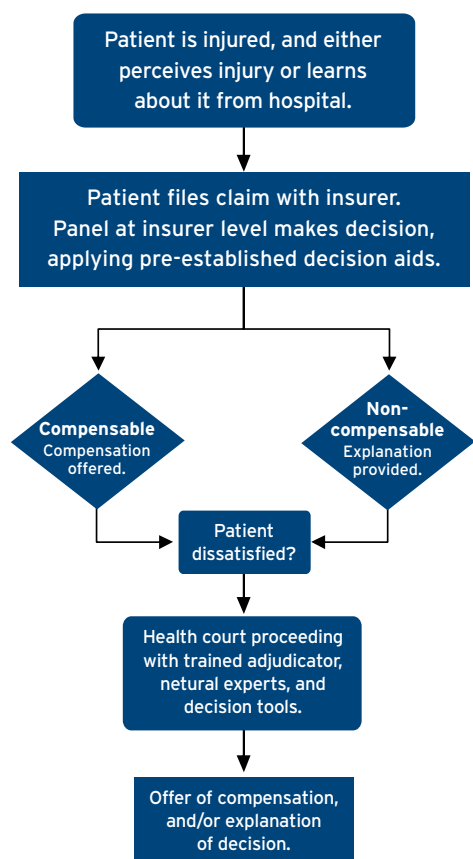 Patient is injured, and either
perceives injury or learns
about it from hospital.
Patient files claim with insurer.
Panel at insurer level makes decision,
applying pre-established decision aids.
Compensable
Compensation
offered.
Non-
compensable
Explanation
provided.
Patient
dissatisfied?
Health court proceeding
with trained adjudicator,
netural experts, and
decision tools.
Offer of compensation,
and/or explanation
of decision.